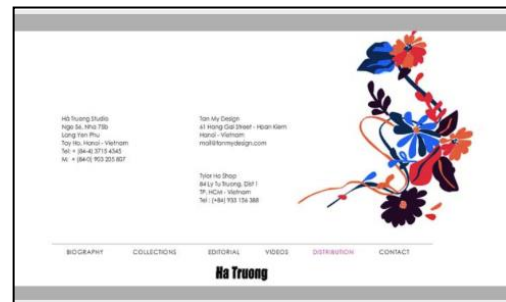 Hà Truong Studio
Ngo 56, Nha 75b
Lang Yen Phu
Tay Ho, Hanoi - Vietnam
Tel: + (84-4) 3715 4345
M: + (84-0) 903 205 807
Tan My Design
61 Hang Gai Street - Hoan Kiem
Hanoi - Vietnam
mail@tanmydesign.com
Tylor Ha Shop
84 Ly Tu Truong, Dist 1
TP. HCM - Vietnam
Tel : (+84) 935 156 388
BIOGRAPHY COLLECTIONS EDITORIAL VIDEOS DISTRIBUTION CONTACT
Ha Truong